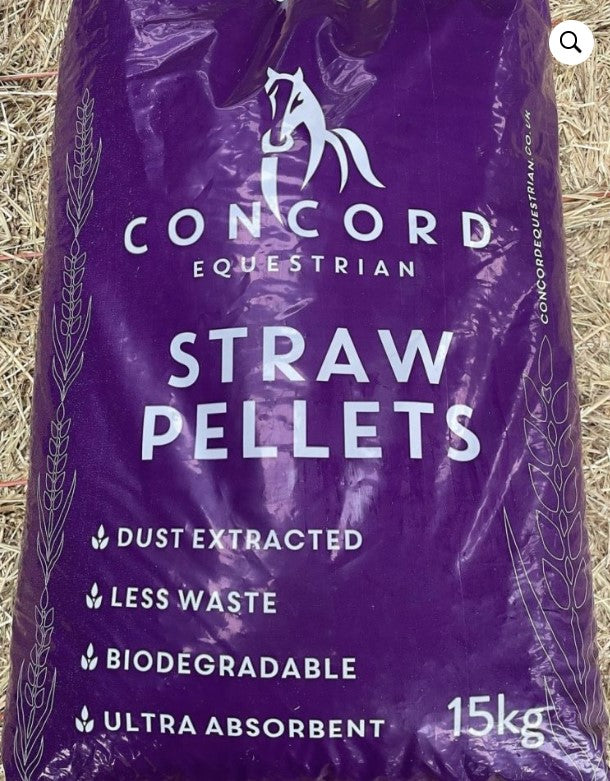 CONCORD
EQUESTRIAN
CONCORDEQUESTRIAN.CO.UK
STRAW
PELLETS
DUST EXTRACTED
LESS WASTE
BIODEGRADABLE
ULTRA ABSORBENT
15kg